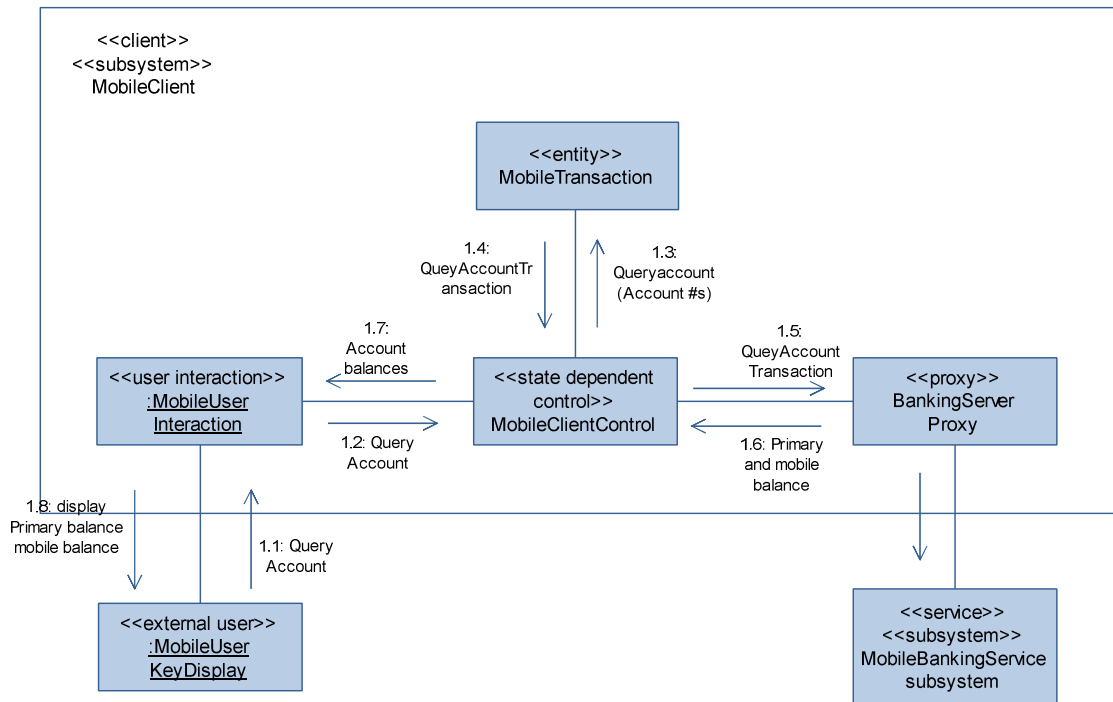 <<client>>
<<subsystem>>
MobileClient
<<entity>>
MobileTransaction
1.4:
QueyAccountTr
ansaction
1.3:
Queryaccount
(Account #s)
1.7:
Account
balances
1.5:
QueyAccount
Transaction
<<user interaction>>
:MobileUser
Interaction
<<state dependent
control>>
MobileClientControl
<<proxy>>
BankingServer
Proxy
1.2: Query
Account
1.6: Primary
and mobile
balance
1.8: display
Primary balance
mobile balance
1.1: Query
Account
<<external user>>
:MobileUser
KeyDisplay
<<service>>
<<subsystem>>
MobileBankingService
subsystem